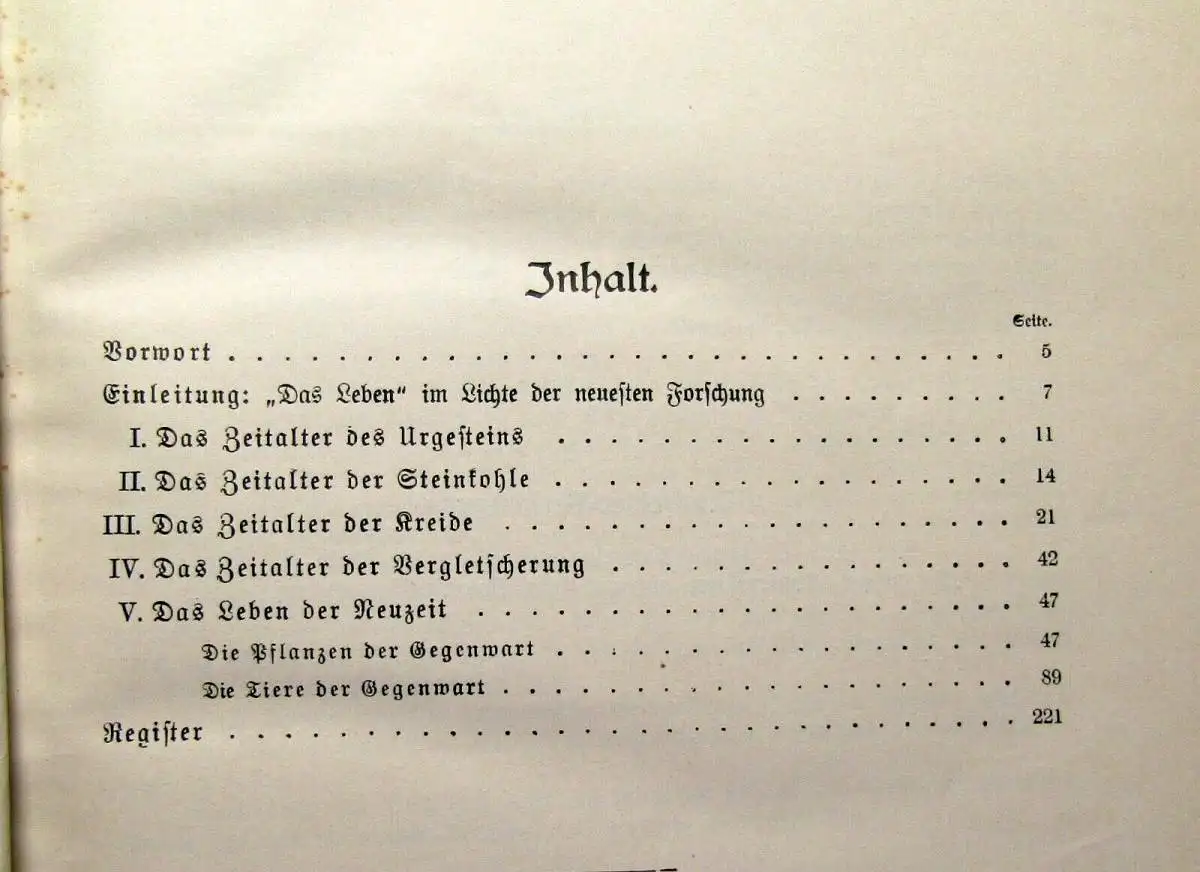 Inhalt.
Seite.
Vorwort . . . . . . . . . . . . . . . . . . . . . . . . . . . . 5
Einleitung: „Das Leben“ im Lichte der neueſten Forſchung . . . . . . . . . 7
I. Das Zeitalter des Urgeſteins . . . . . . . . . . . . . . . . . 11
II. Das Zeitalter der Steinkohle . . . . . . . . . . . . . . . . . 14
III. Das Zeitalter der Kreide . . . . . . . . . . . . . . . . . . . 21
IV. Das Zeitalter der Vergletſcherung . . . . . . . . . . . . . . . 42
V. Das Leben der Neuzeit . . . . . . . . . . . . . . . . . . . . 47
Die Pflanzen der Gegenwart . . . . . . . . . . . . . . . . . 47
Die Tiere der Gegenwart . . . . . . . . . . . . . . . . . . . 89
Regiſter . . . . . . . . . . . . . . . . . . . . . . . . . . . . . 221